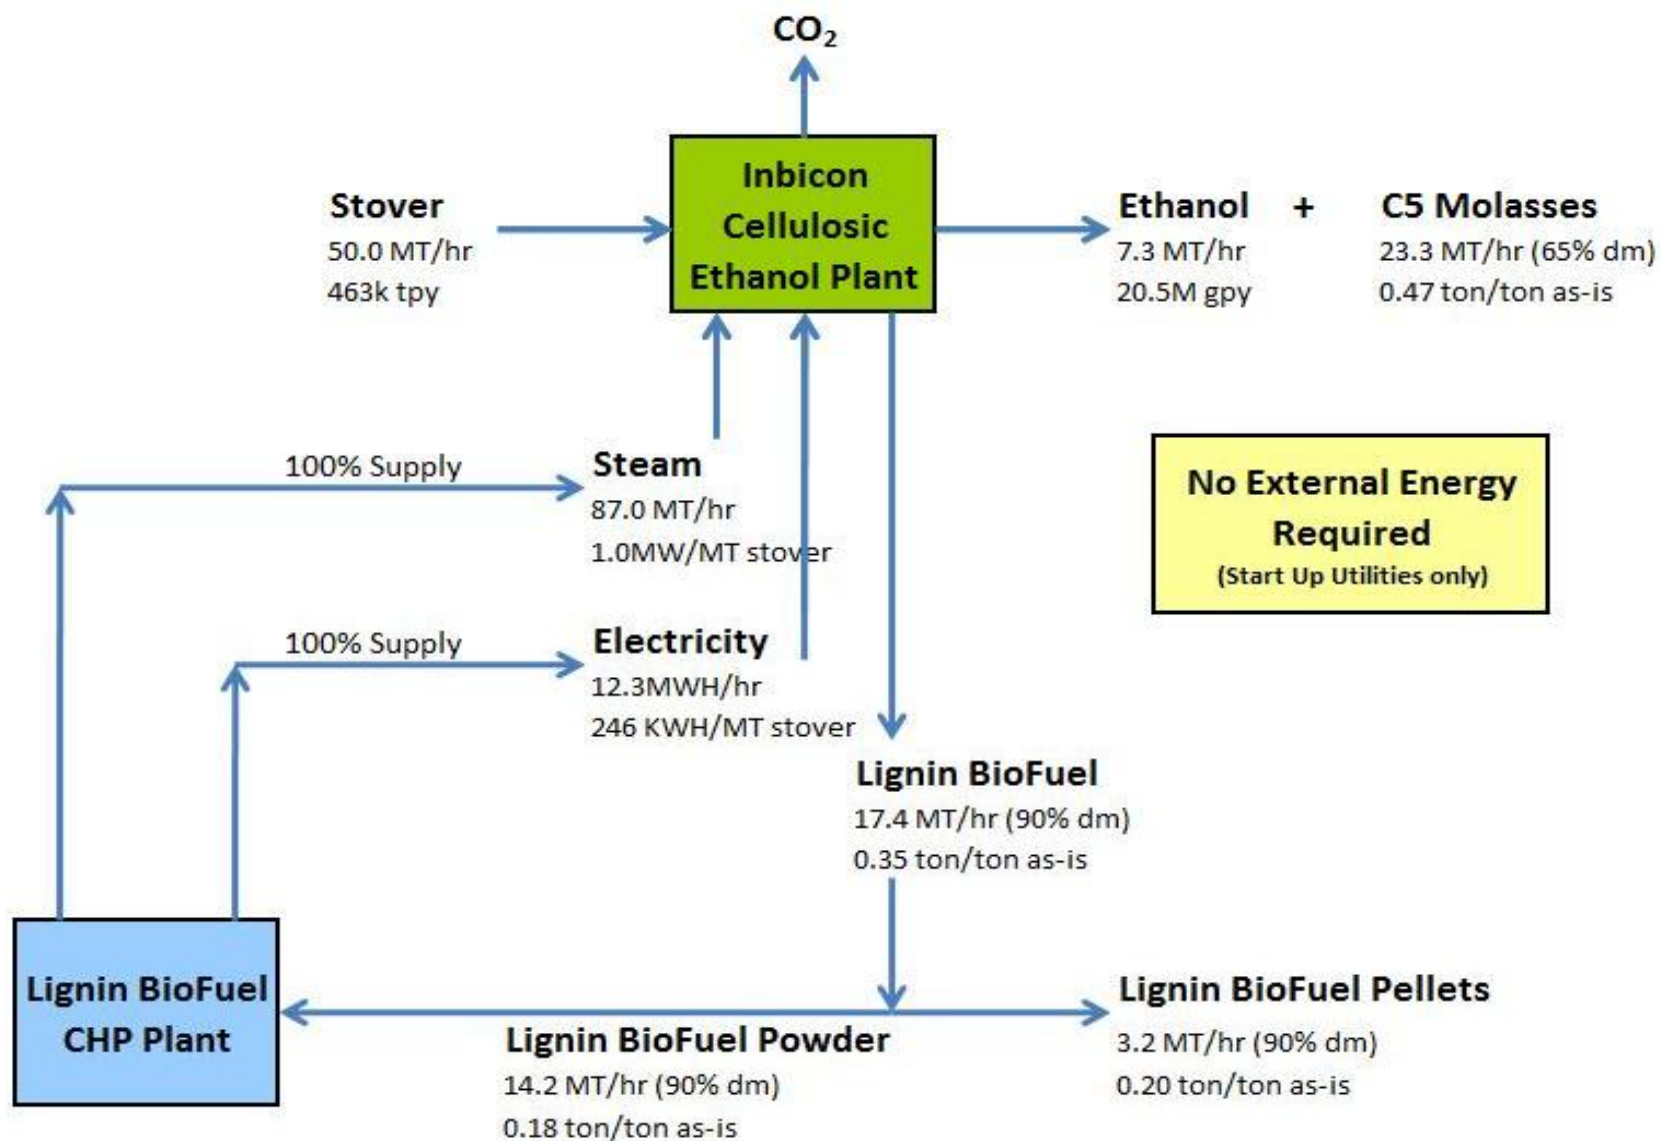 CO₂
Inbicon
Cellulosic
Ethanol Plant
Stover
50.0 MT/hr
463k tpy
Ethanol + C5 Molasses
7.3 MT/hr 23.3 MT/hr (65% dm)
20.5M gpy 0.47 ton/ton as-is
100% Supply
Steam
87.0 MT/hr
1.0MW/MT stover
No External Energy
Required
(Start Up Utilities only)
100% Supply
Electricity
12.3MWH/hr
246 KWH/MT stover
Lignin BioFuel
17.4 MT/hr (90% dm)
0.35 ton/ton as-is
Lignin BioFuel
CHP Plant
Lignin BioFuel Powder
14.2 MT/hr (90% dm)
0.18 ton/ton as-is
Lignin BioFuel Pellets
3.2 MT/hr (90% dm)
0.20 ton/ton as-is